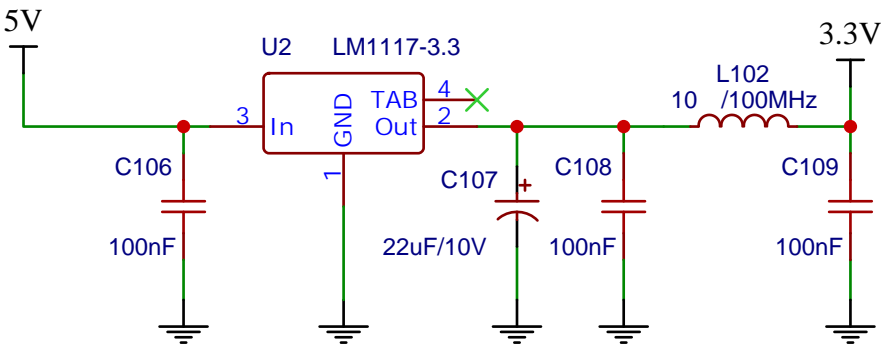 5V
3.3V
U2 LM1117-3.3
L102
10 /100MHz
3 In GND TAB 4
Out 2
1
C106
100nF
C107
+
22uF/10V
C108
100nF
C109
100nF